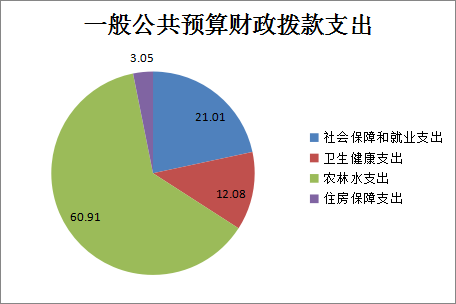 一般公共预算财政拨款支出
3.05
21.01
12.08
60.91
社会保障和就业支出
卫生健康支出
农林水支出
住房保障支出